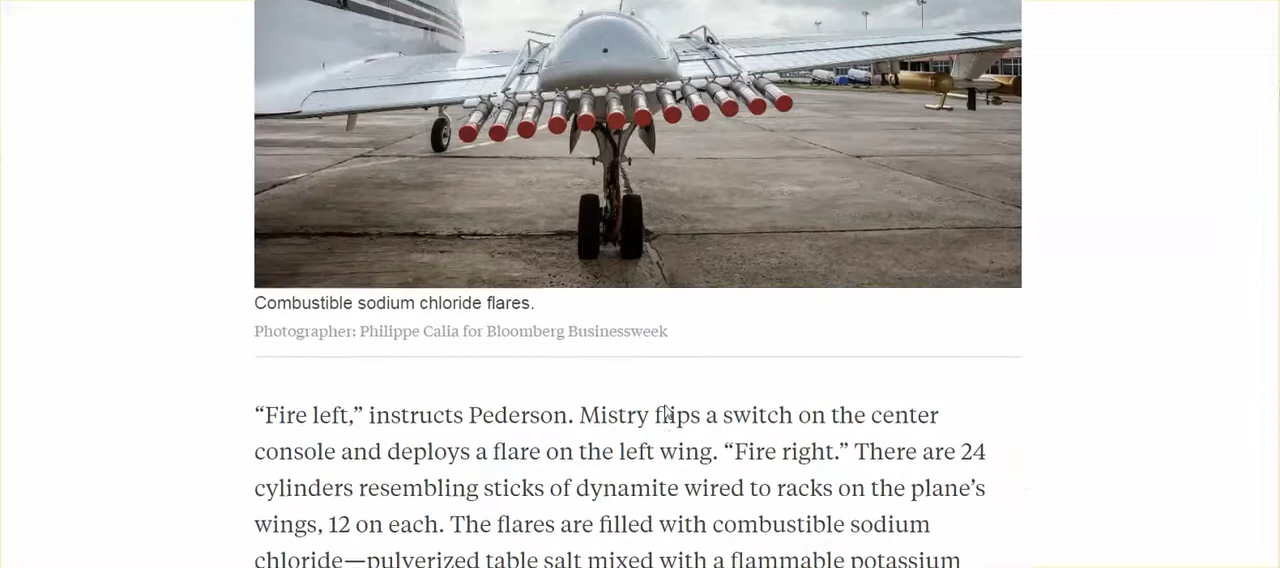 Combustible sodium chloride flares.
Photographer: Philippe Calia for Bloomberg Businessweek
“Fire left,” instructs Pederson. Mistry flips a switch on the center
console and deploys a flare on the left wing. “Fire right.” There are 24
cylinders resembling sticks of dynamite wired to racks on the plane’s
wings, 12 on each. The flares are filled with combustible sodium
chloride—pulverized table salt mixed with a flammable potassium